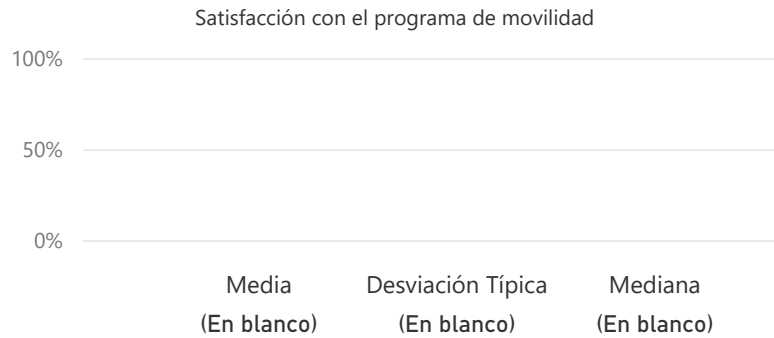 Satisfacción con el programa de movilidad
100%
50%
0%
Media Desviación Típica Mediana
(En blanco) (En blanco) (En blanco)